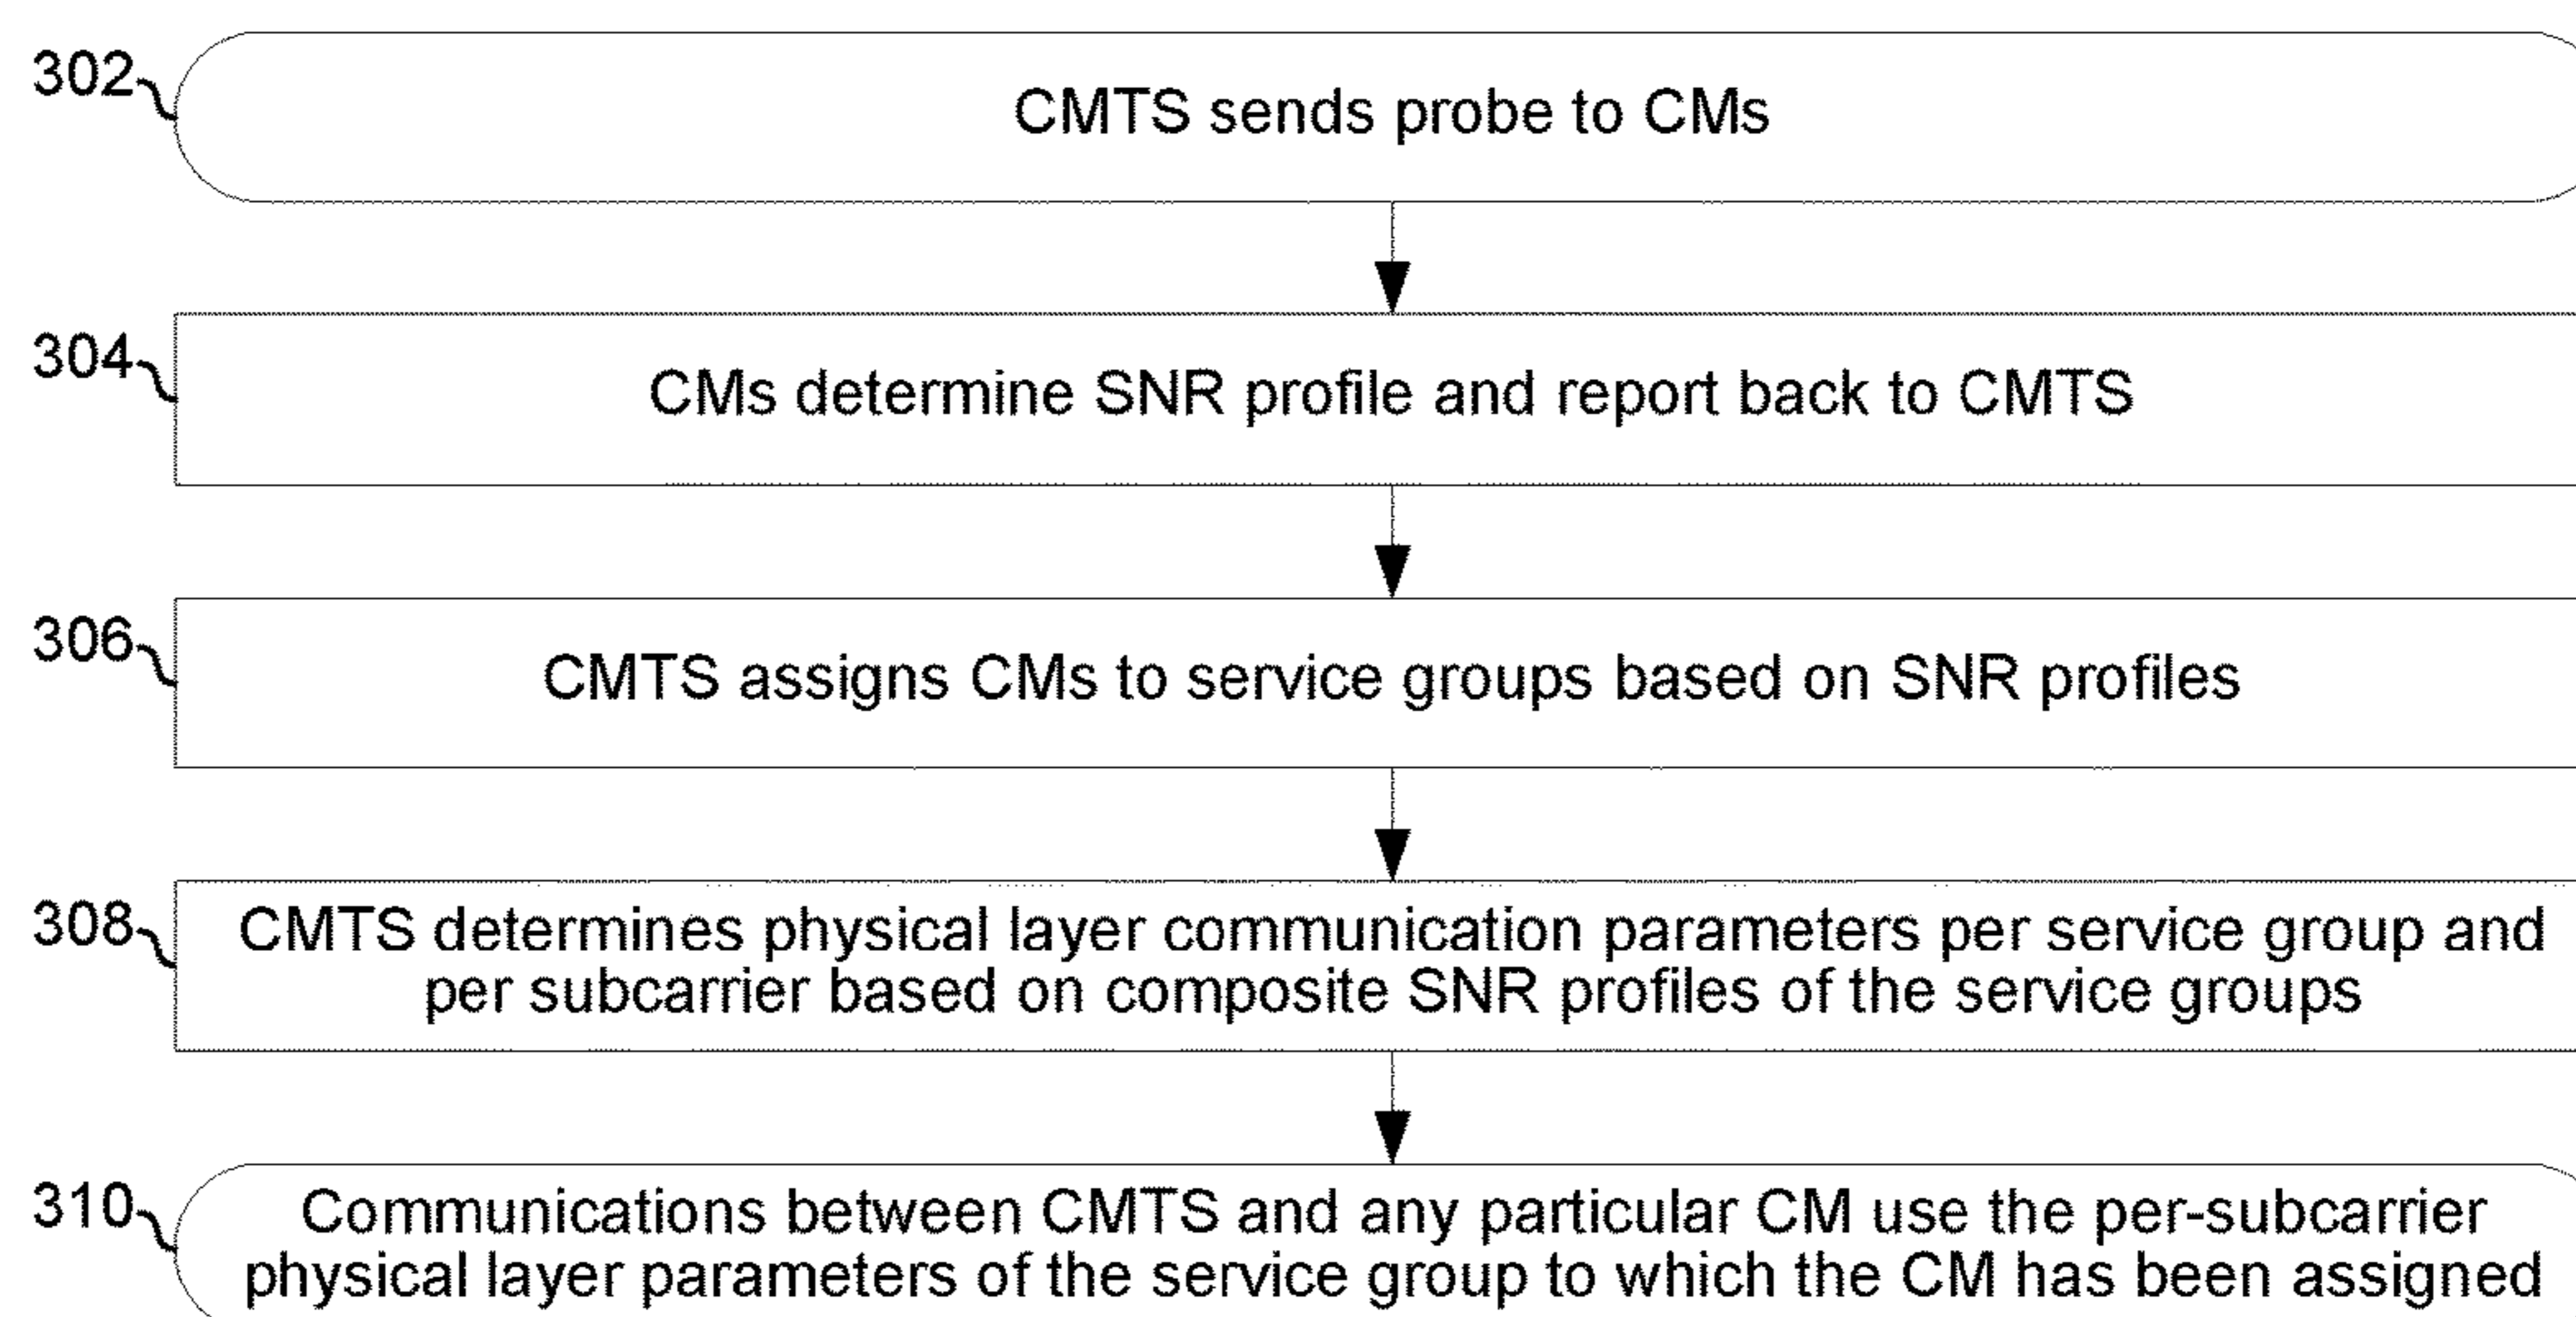 302
CMTS sends probe to CMs
304
CMs determine SNR profile and report back to CMTS
306
CMTS assigns CMs to service groups based on SNR profiles
308
CMTS determines physical layer communication parameters per service group and
per subcarrier based on composite SNR profiles of the service groups
310
Communications between CMTS and any particular CM use the per-subcarrier
physical layer parameters of the service group to which the CM has been assigned